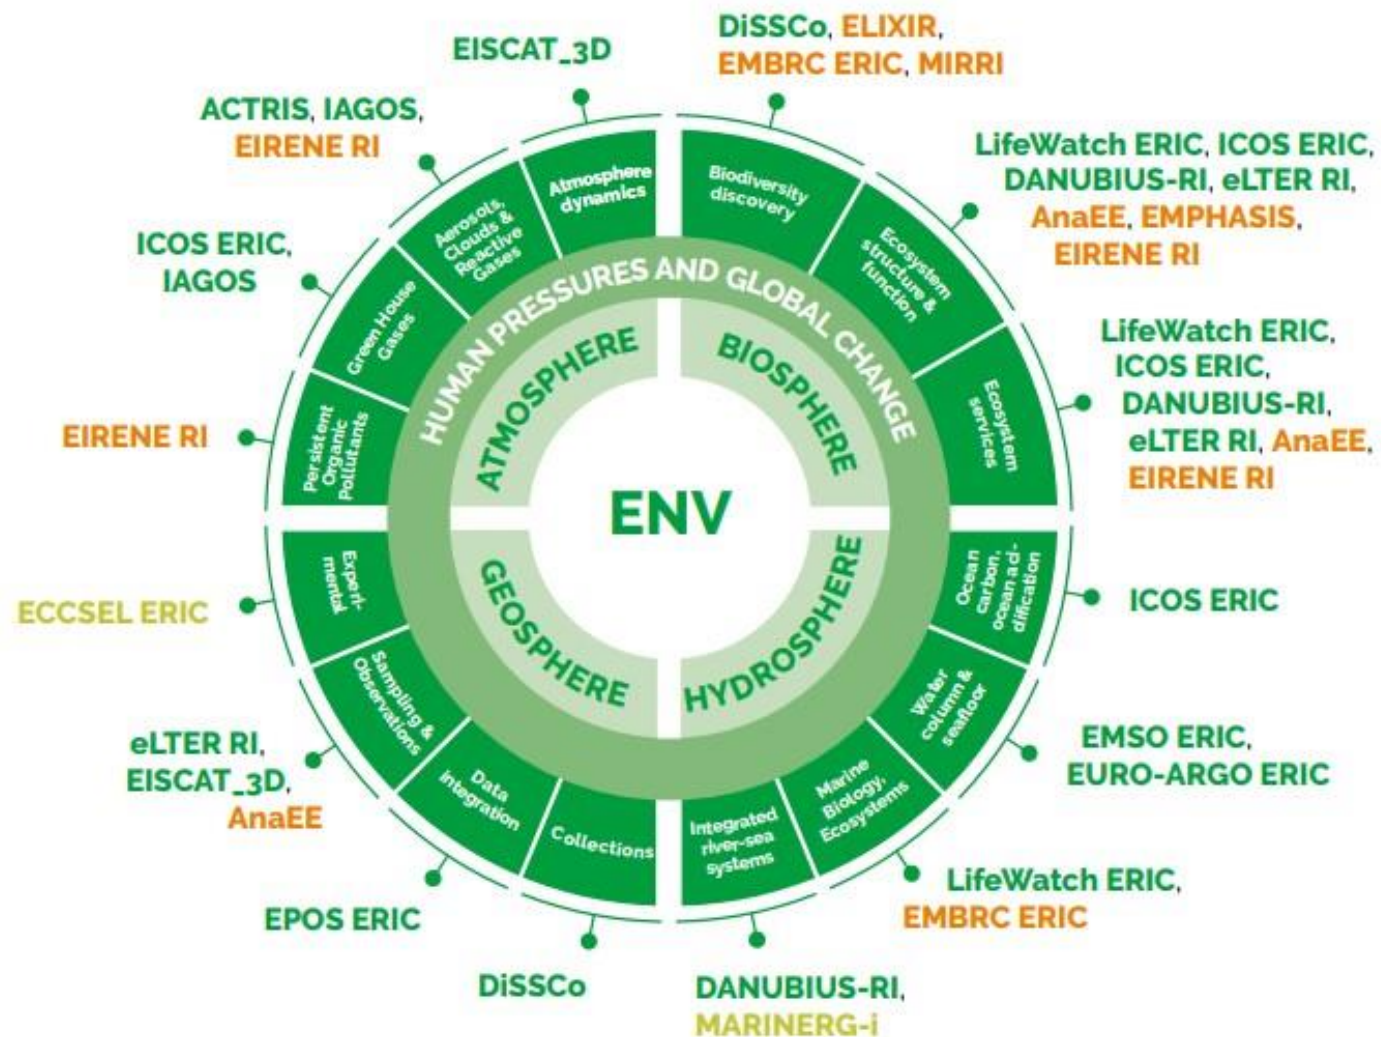 EISCAT_3D
DiSSCo, ELIXIR,
EMBRC ERIC, MIRRI
ACTRIS, IAGOS,
EIRENE RI
LifeWatch ERIC, ICOS ERIC,
DANUBIUS-RI, eLTER RI,
AnaEE, EMPHASIS,
EIRENE RI
ICOS ERIC,
IAGOS
LifeWatch ERIC,
ICOS ERIC,
DANUBIUS-RI,
eLTER RI, AnaEE,
EIRENE RI
EIRENE RI
Atmosphere
dynamics
Aerosols,
Clouds &
Reactive
Gases
Green House
Gases
Persistent
Organic
Pollutants
Biodiversity
discovery
Ecosystem
structure &
function
Ecosystem
services
HUMAN PRESSURES AND GLOBAL CHANGE
ATMOSPHERE
BIOSPHERE
ENV
GEOSPHERE
HYDROSPHERE
Experi-
mental
Sampling &
Observations
Data
Integration
Collections
Ocean
carbon,
ocean aci-
dification
Water
column &
seafloor
Marine
Biology,
Ecosystems
Integrated
river-sea
systems
ECCSEL ERIC
ICOS ERIC
eLTER RI,
EISCAT_3D,
AnaEE
EMSO ERIC,
EURO-ARGO ERIC
EPOS ERIC
LifeWatch ERIC,
EMBRC ERIC
DiSSCo
DANUBIUS-RI,
MARINERG-i